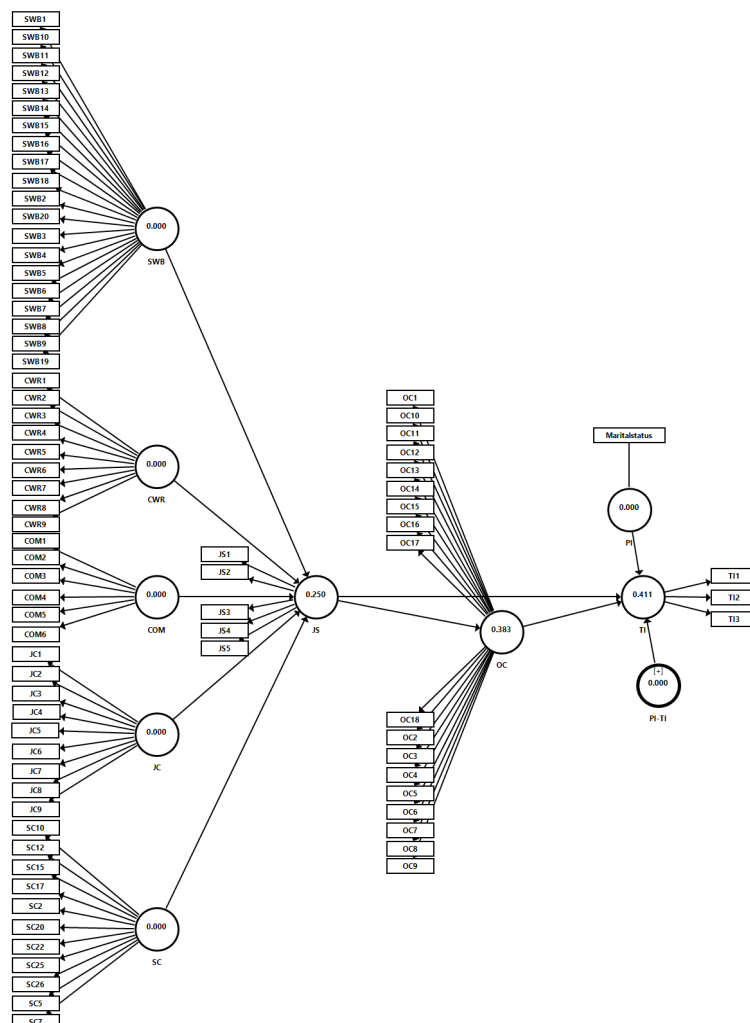 SWB1
SWB10
SWB11
SWB12
SWB13
SWB14
SWB15
SWB16
SWB17
SWB18
SWB2
SWB20
SWB3
SWB4
SWB5
SWB6
SWB7
SWB8
SWB9
SWB19
0.000
SWB
CWR1
CWR2
CWR3
CWR4
CWR5
CWR6
CWR7
CWR8
CWR9
0.000
CWR
COM1
COM2
COM3
COM4
COM5
COM6
0.000
COM
JC1
JC2
JC3
JC4
JC5
JC6
JC7
JC8
JC9
0.000
JC
SC10
SC12
SC15
SC17
SC2
SC20
SC22
SC25
SC26
SC5
SC7
0.000
SC
JS1
JS2
JS3
JS4
JS5
0.250
JS
OC1
OC10
OC11
OC12
OC13
OC14
OC15
OC16
OC17
0.383
OC
OC18
OC2
OC3
OC4
OC5
OC6
OC7
OC8
OC9
Maritalstatus
0.000
PI
0.411
TI
TI1
TI2
TI3
[+]
0.000
PI-TI